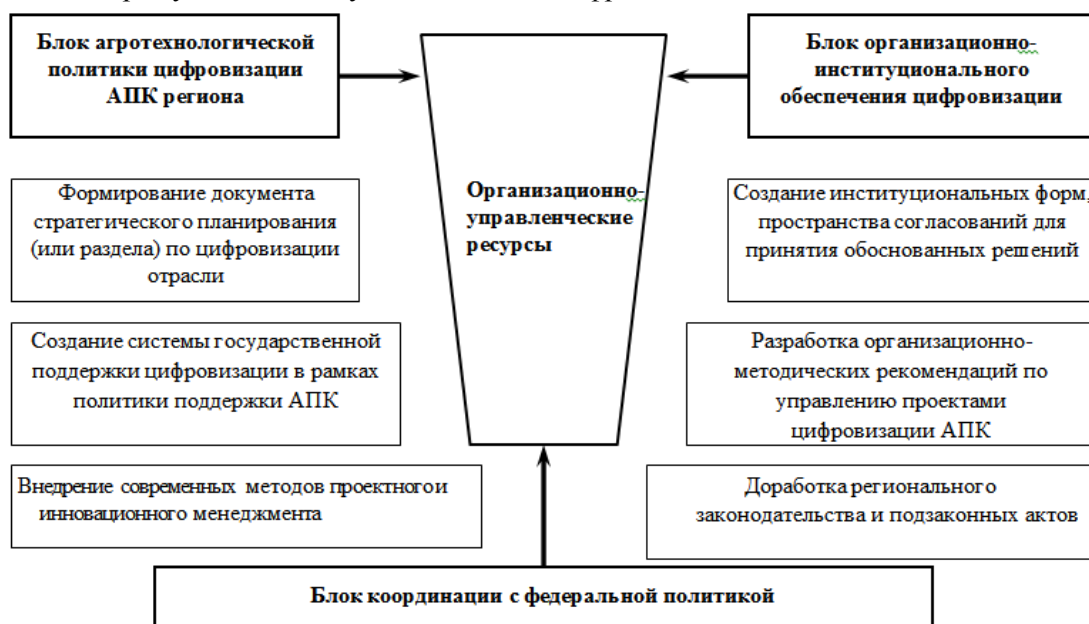 Блок агротехнологической
политики цифровизации
АПК региона
Блок организационно-
институционального
обеспечения цифровизации
Организационно-
управленческие
ресурсы
Формирование документа
стратегического планирования
(или раздела) по цифровизации
отрасли
Создание институциональных форм,
пространства согласований для
принятия обоснованных решений
Создание системы государственной
поддержки цифровизации в рамках
политики поддержки АПК
Разработка организационно-
методических рекомендаций по
управлению проектами
цифровизации АПК
Внедрение современных методов проектного и
инновационного менеджмента
Доработка регионального
законодательства и подзаконных актов
Блок координации с федеральной политикой